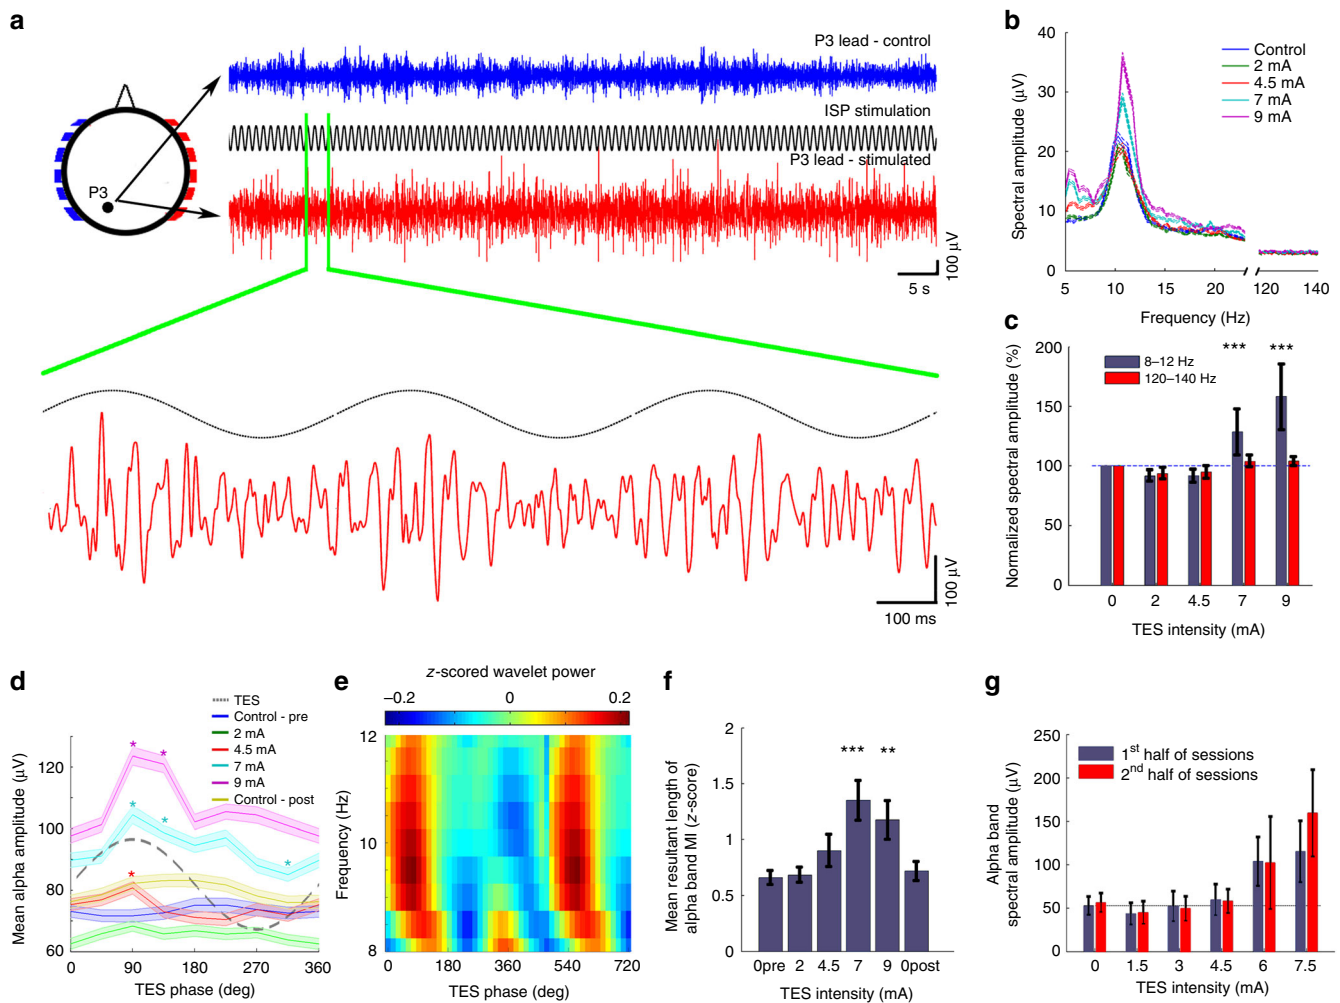 a
P3 lead - control
ISP stimulation
P3 lead - stimulated
P3
100 µV
5 s
100 µV
100 ms
b
Spectral amplitude (µV)
40
30
20
10
0
Control
2 mA
4.5 mA
7 mA
9 mA
5 10 15 20 120 140
Frequency (Hz)
c
Normalized spectral amplitude (%)
200
150
100
50
0
8–12 Hz
120–140 Hz
*** ***
0 2 4.5 7 9
TES intensity (mA)
d
Mean alpha amplitude (µV)
120
100
80
60
TES
Control - pre
2 mA
4.5 mA
7 mA
9 mA
Control - post
* *
* *
*
*
0 90 180 270 360
TES phase (deg)
e
z-scored wavelet power
−0.2 0 0.2
Frequency (Hz)
12
10
8
0 180 360 540 720
TES phase (deg)
f
Mean resultant length of
alpha band MI (z-score)
2
1.5
1
0.5
0
*** **
0pre 2 4.5 7 9 0post
TES intensity (mA)
g
Alpha band
spectral amplitude (µV)
250
200
150
100
50
0
1st half of sessions
2nd half of sessions
0 1.5 3 4.5 6 7.5
TES intensity (mA)